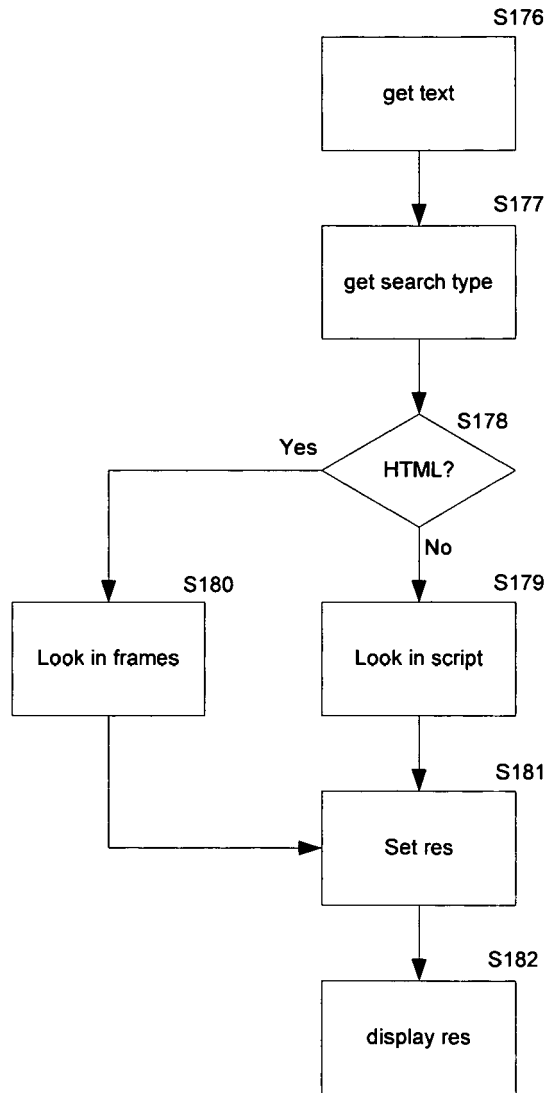 S176
get text
S177
get search type
S178
Yes
HTML?
No
S180
S179
Look in frames
Look in script
S181
Set res
S182
display res